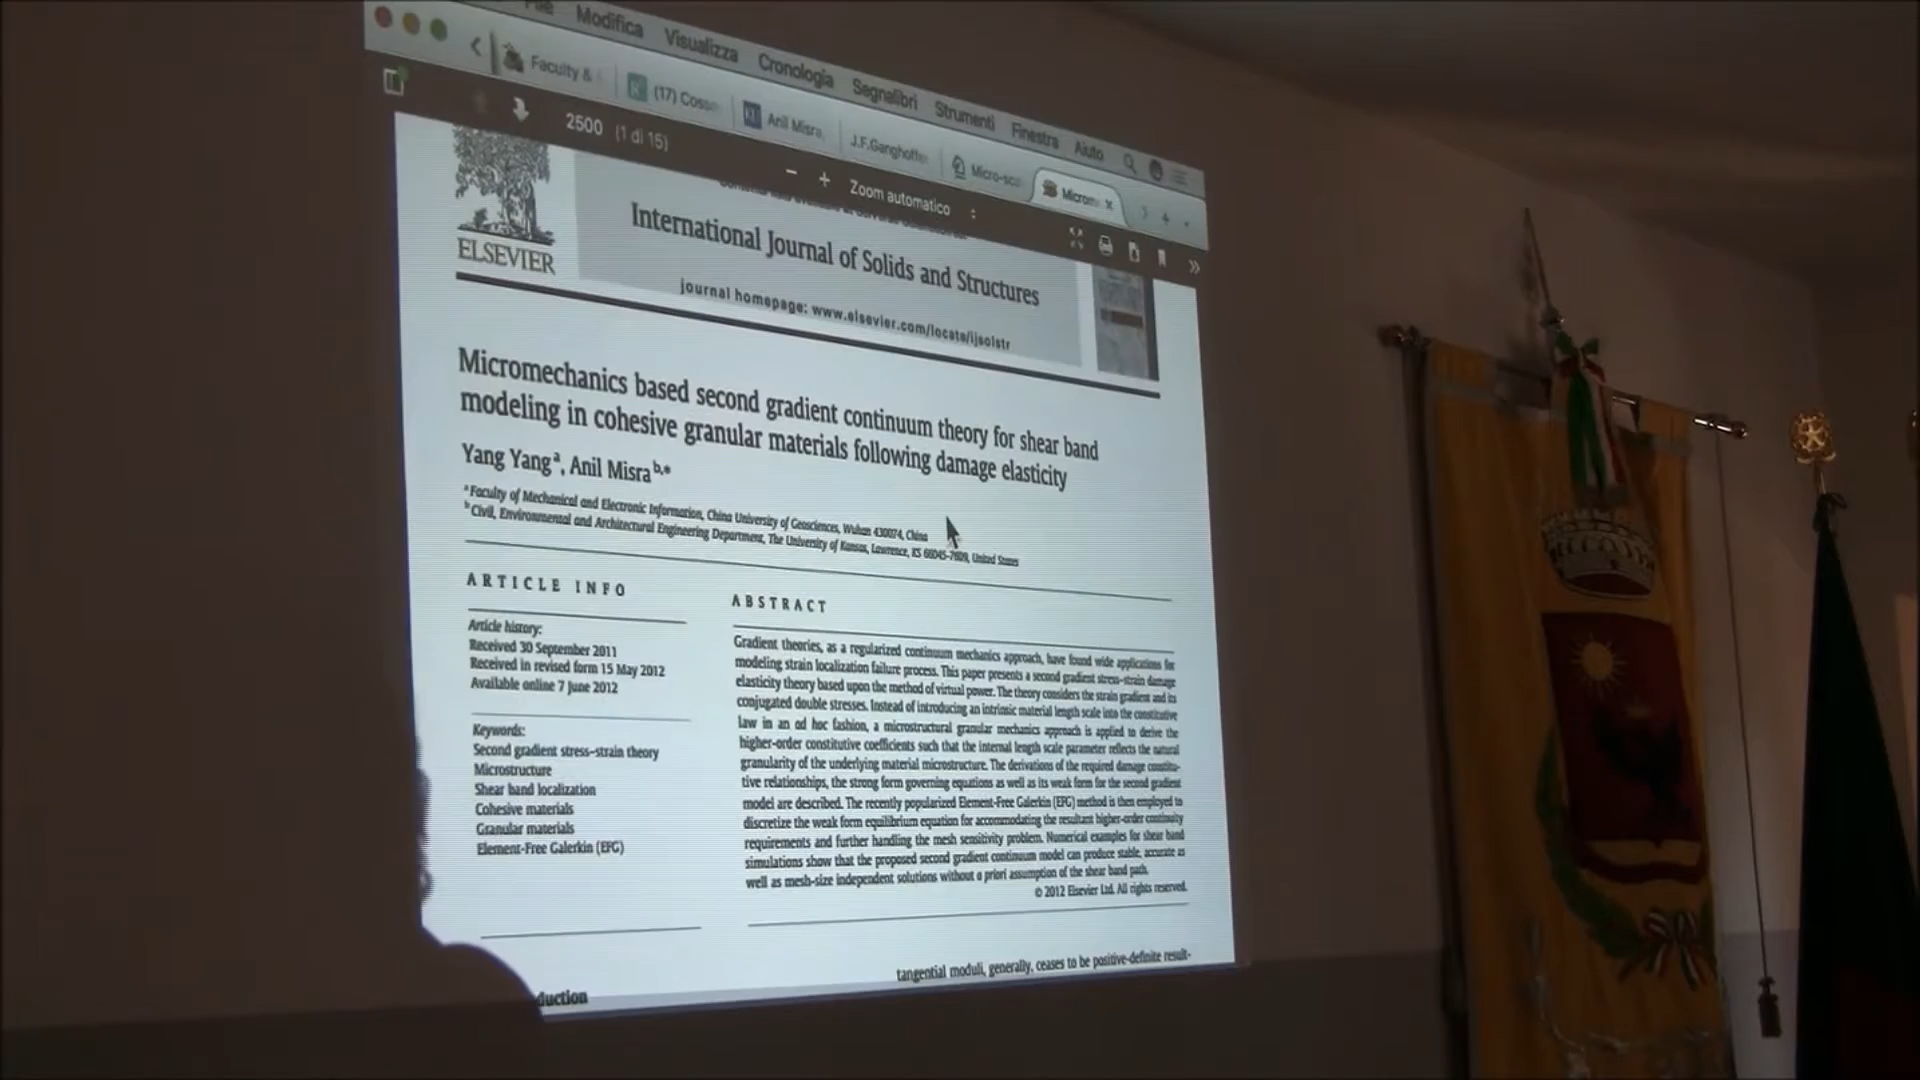 File Modifica Visualizza Cronologia Segnalibri Strumenti Finestra Aiuto
Faculty &
(17) Cosse
Anil Misra,
J.F.Ganghoffe
Micro-sca
Microme
2500 (1 di 15)
Zoom automatico
ELSEVIER
International Journal of Solids and Structures
journal homepage: www.elsevier.com/locate/ijsolstr
Micromechanics based second gradient continuum theory for shear band
modeling in cohesive granular materials following damage elasticity
Yang Yang a, Anil Misra b,*
a Faculty of Mechanical and Electronic Information, China University of Geosciences, Wuhan 430074, China
b Civil, Environmental and Architectural Engineering Department, The University of Kansas, Lawrence, KS 66045-7609, United States
ARTICLE INFO
Article history:
Received 30 September 2011
Received in revised form 15 May 2012
Available online 7 June 2012
Keywords:
Second gradient stress–strain theory
Microstructure
Shear band localization
Cohesive materials
Granular materials
Element-Free Galerkin (EFG)
ABSTRACT
Gradient theories, as a regularized continuum mechanics approach, have found wide applications for
modeling strain localization failure process. This paper presents a second gradient stress–strain damage
elasticity theory based upon the method of virtual power. The theory considers the strain gradient and its
conjugated double stresses. Instead of introducing an intrinsic material length scale into the constitutive
law in an ad hoc fashion, a microstructural granular mechanics approach is applied to derive the
higher-order constitutive coefficients such that the internal length scale parameter reflects the natural
granularity of the underlying material microstructure. The derivations of the required damage constitu-
tive relationships, the strong form governing equations as well as its weak form for the second gradient
model are described. The recently popularized Element-Free Galerkin (EFG) method is then employed to
discretize the weak form equilibrium equation for accommodating the resultant higher-order continuity
requirements and further handling the mesh sensitivity problem. Numerical examples for shear band
simulations show that the proposed second gradient continuum model can produce stable, accurate as
well as mesh-size independent solutions without a priori assumption of the shear band path.
© 2012 Elsevier Ltd. All rights reserved.
duction
tangential moduli, generally, ceases to be positive-definite result-